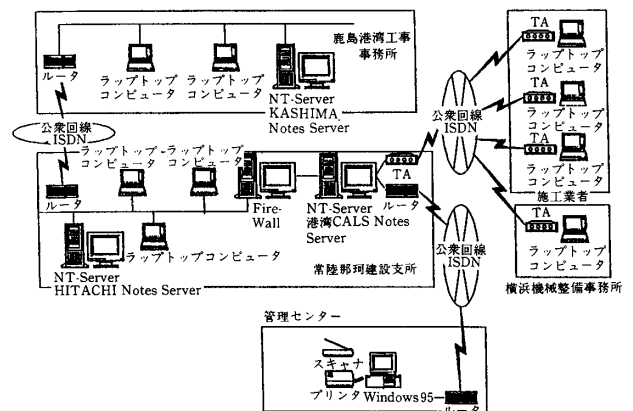 鹿島港湾工事
事務所
ルータ
ラップトップ
コンピュータ
ラップトップ
コンピュータ
NT-Server
KASHIMA
Notes Server
公衆回線
ISDN
ラップトップ
コンピュータ
ラップトップ
コンピュータ
ルータ
Fire-
Wall
NT-Server
港湾CALS Notes
Server
TA
ルータ
NT-Server
HITACHI Notes Server
ラップトップコンピュータ
常陸那珂建設支所
公衆回線
ISDN
TA
ラップトップ
コンピュータ
TA
ラップトップ
コンピュータ
TA
ラップトップ
コンピュータ
施工業者
TA
ラップトップ
コンピュータ
横浜機械整備事務所
公衆回線
ISDN
管理センター
スキャナ
プリンタ
Windows95
ルータ